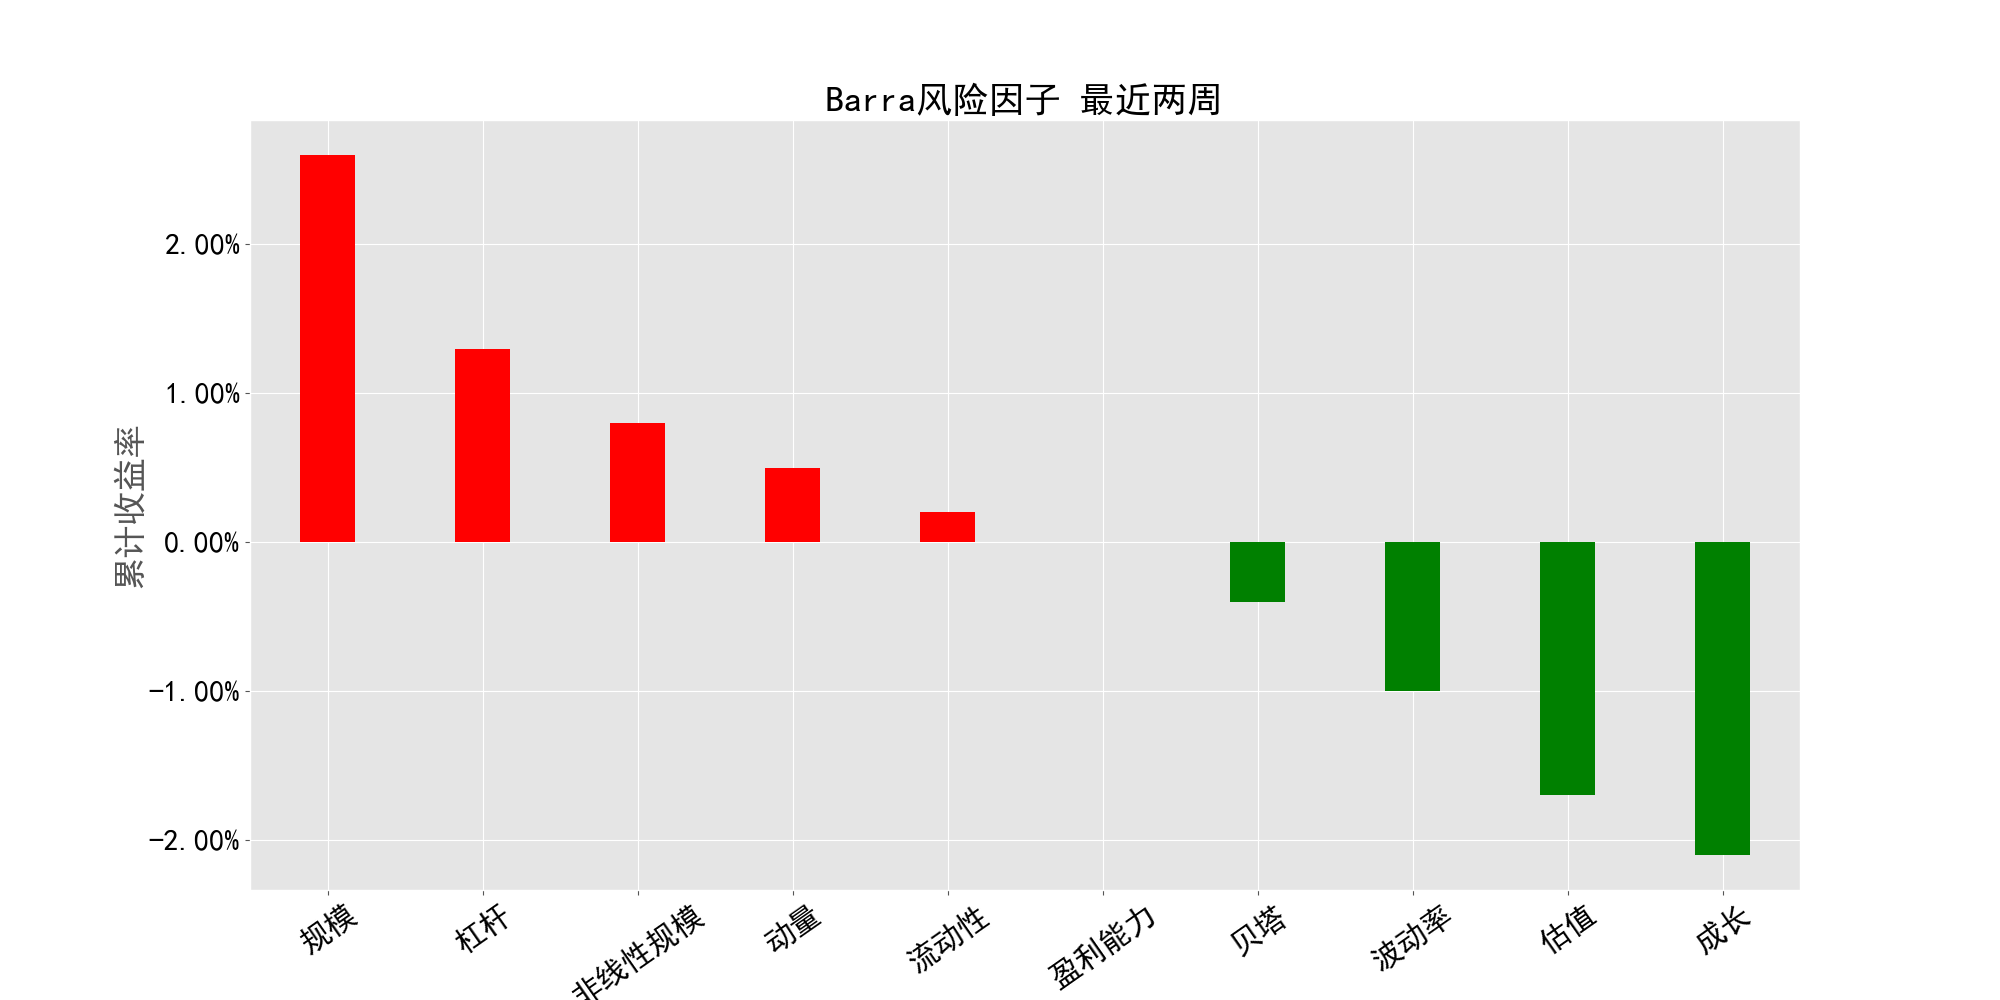 Barra风险因子 最近两周
累计收益率
2.00%
1.00%
0.00%
-1.00%
-2.00%
规模
杠杆
非线性规模
动量
流动性
盈利能力
贝塔
波动率
估值
成长